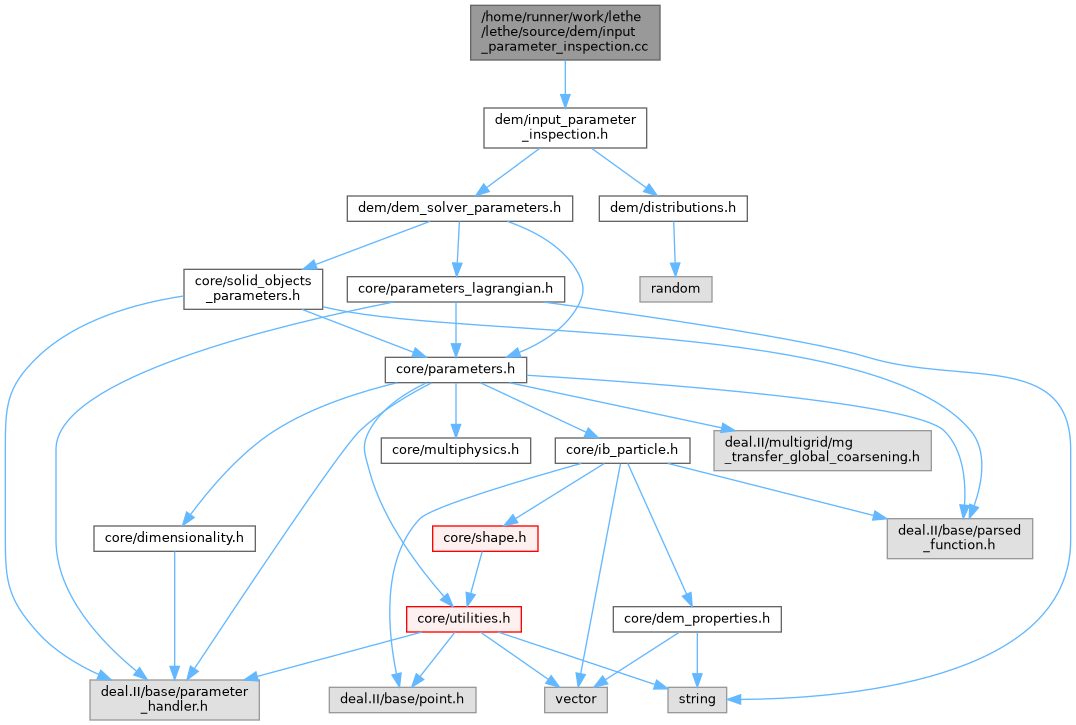 /home/runner/work/lethe
/lethe/source/dem/input
_parameter_inspection.cc
dem/input_parameter
_inspection.h
dem/dem_solver_parameters.h
dem/distributions.h
core/solid_objects
_parameters.h
core/parameters_lagrangian.h
random
core/parameters.h
core/multiphysics.h
core/ib_particle.h
deal.II/multigrid/mg
_transfer_global_coarsening.h
core/dimensionality.h
core/shape.h
deal.II/base/parsed
_function.h
core/utilities.h
core/dem_properties.h
deal.II/base/parameter
_handler.h
deal.II/base/point.h
vector
string